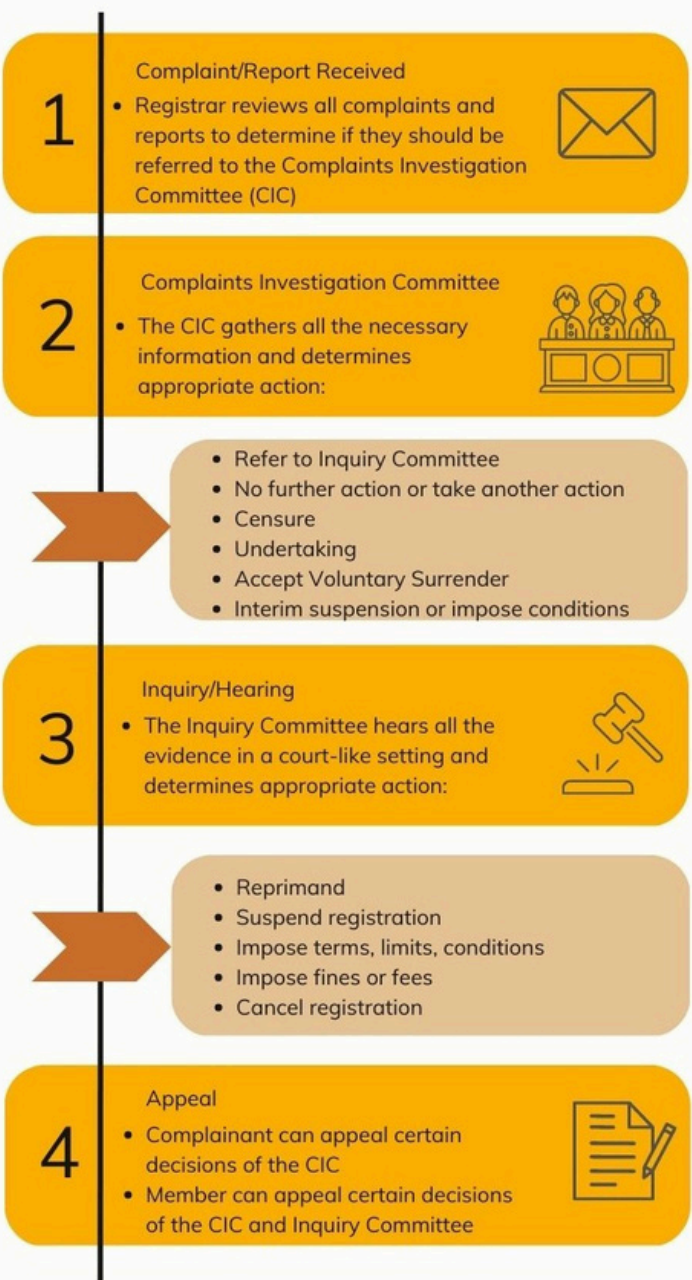 1
Complaint/Report Received
• Registrar reviews all complaints and
reports to determine if they should be
referred to the Complaints Investigation
Committee (CIC)
2
Complaints Investigation Committee
• The CIC gathers all the necessary
information and determines
appropriate action:
• Refer to Inquiry Committee
• No further action or take another action
• Censure
• Undertaking
• Accept Voluntary Surrender
• Interim suspension or impose conditions
3
Inquiry/Hearing
• The Inquiry Committee hears all the
evidence in a court-like setting and
determines appropriate action:
• Reprimand
• Suspend registration
• Impose terms, limits, conditions
• Impose fines or fees
• Cancel registration
4
Appeal
• Complainant can appeal certain
decisions of the CIC
• Member can appeal certain decisions
of the CIC and Inquiry Committee